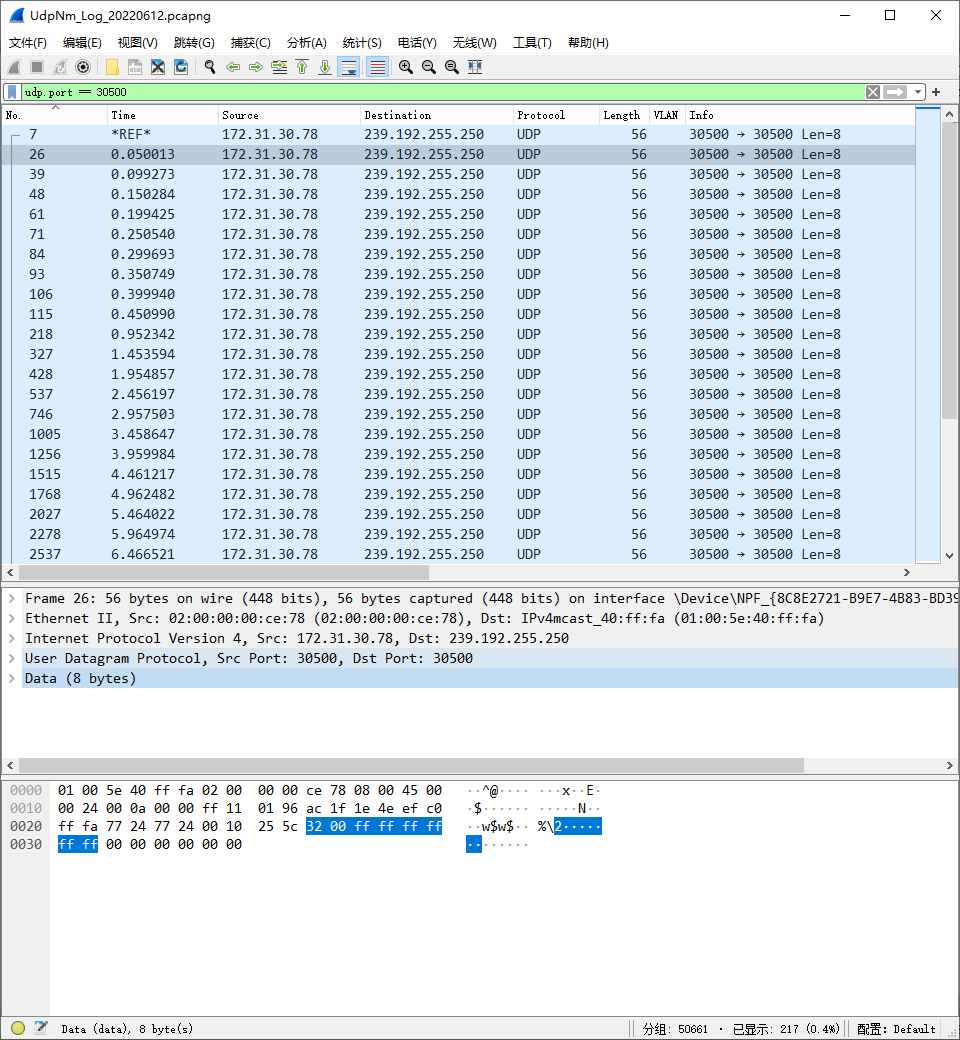 UdpNm_Log_20220612.pcapng
文件(F) 编辑(E) 视图(V) 跳转(G) 捕获(C) 分析(A) 统计(S) 电话(Y) 无线(W) 工具(T) 帮助(H)
udp.port == 30500
No. Time Source Destination Protocol Length VLAN Info
7 *REF* 172.31.30.78 239.192.255.250 UDP 56 30500 → 30500 Len=8
26 0.050013 172.31.30.78 239.192.255.250 UDP 56 30500 → 30500 Len=8
39 0.099273 172.31.30.78 239.192.255.250 UDP 56 30500 → 30500 Len=8
48 0.150284 172.31.30.78 239.192.255.250 UDP 56 30500 → 30500 Len=8
61 0.199425 172.31.30.78 239.192.255.250 UDP 56 30500 → 30500 Len=8
71 0.250540 172.31.30.78 239.192.255.250 UDP 56 30500 → 30500 Len=8
84 0.299693 172.31.30.78 239.192.255.250 UDP 56 30500 → 30500 Len=8
93 0.350749 172.31.30.78 239.192.255.250 UDP 56 30500 → 30500 Len=8
106 0.399940 172.31.30.78 239.192.255.250 UDP 56 30500 → 30500 Len=8
115 0.450990 172.31.30.78 239.192.255.250 UDP 56 30500 → 30500 Len=8
218 0.952342 172.31.30.78 239.192.255.250 UDP 56 30500 → 30500 Len=8
327 1.453594 172.31.30.78 239.192.255.250 UDP 56 30500 → 30500 Len=8
428 1.954857 172.31.30.78 239.192.255.250 UDP 56 30500 → 30500 Len=8
537 2.456197 172.31.30.78 239.192.255.250 UDP 56 30500 → 30500 Len=8
746 2.957503 172.31.30.78 239.192.255.250 UDP 56 30500 → 30500 Len=8
1005 3.458647 172.31.30.78 239.192.255.250 UDP 56 30500 → 30500 Len=8
1256 3.959984 172.31.30.78 239.192.255.250 UDP 56 30500 → 30500 Len=8
1515 4.461217 172.31.30.78 239.192.255.250 UDP 56 30500 → 30500 Len=8
1768 4.962482 172.31.30.78 239.192.255.250 UDP 56 30500 → 30500 Len=8
2027 5.464022 172.31.30.78 239.192.255.250 UDP 56 30500 → 30500 Len=8
2278 5.964974 172.31.30.78 239.192.255.250 UDP 56 30500 → 30500 Len=8
2537 6.466521 172.31.30.78 239.192.255.250 UDP 56 30500 → 30500 Len=8
Frame 26: 56 bytes on wire (448 bits), 56 bytes captured (448 bits) on interface \Device\NPF_{8C8E2721-B9E7-4B83-BD39
Ethernet II, Src: 02:00:00:00:ce:78 (02:00:00:00:ce:78), Dst: IPv4mcast_40:ff:fa (01:00:5e:40:ff:fa)
Internet Protocol Version 4, Src: 172.31.30.78, Dst: 239.192.255.250
User Datagram Protocol, Src Port: 30500, Dst Port: 30500
Data (8 bytes)
0000 01 00 5e 40 ff fa 02 00 00 00 ce 78 08 00 45 00 ··^@···· ···x··E·
0010 00 24 00 0a 00 00 ff 11 01 96 ac 1f 1e 4e ef c0 ·$······ ·····N··
0020 ff fa 77 24 77 24 00 10 25 5c 32 00 ff ff ff ff ··w$w$·· %\2·····
0030 ff ff 00 00 00 00 00 00 ········
Data (data), 8 byte(s) 分组: 50661 · 已显示: 217 (0.4%) 配置: Default